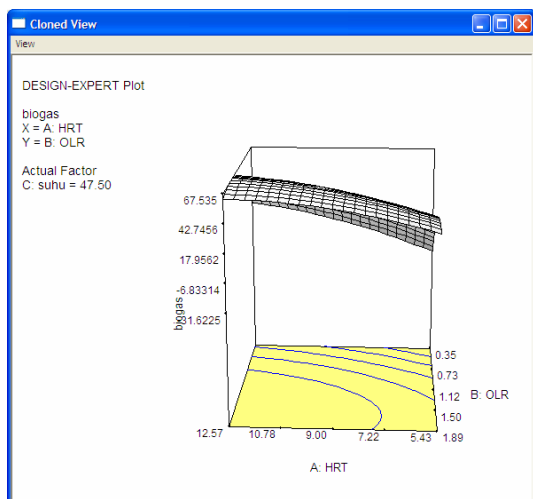 Cloned View
View
DESIGN-EXPERT Plot
biogas
X = A: HRT
Y = B: OLR
Actual Factor
C: suhu = 47.50
67.535
42.7456
17.9562
-6.83314
-31.6225
biogas
0.35
0.73
1.12
1.50
1.89
B: OLR
12.57 10.78 9.00 7.22 5.43
A: HRT